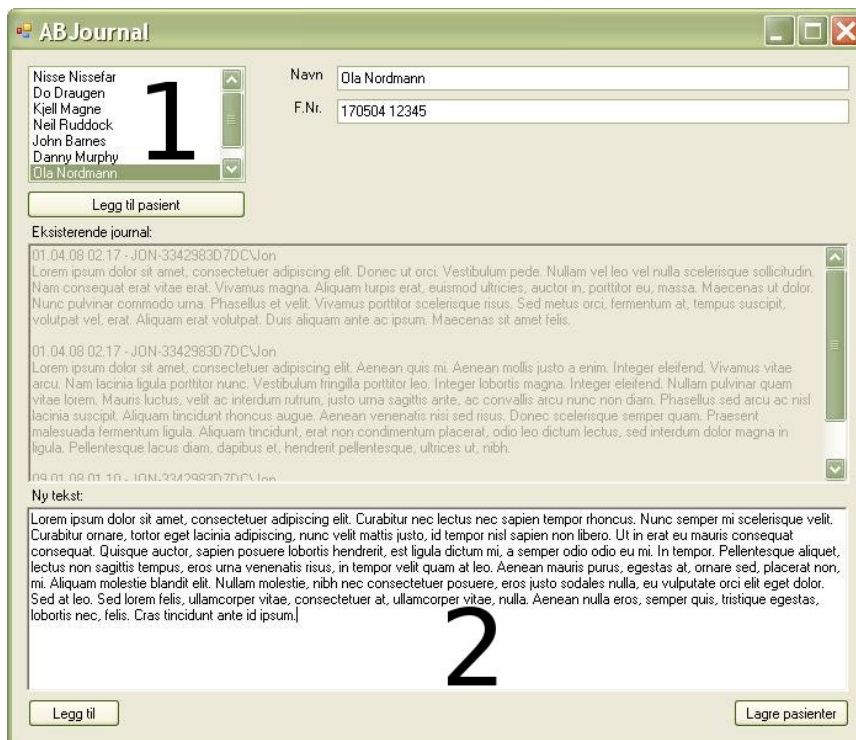 ABJournal
Nisse Nissefar
Do Draugen
Kjell Magne
Neil Ruddock
John Barnes
Danny Murphy
Ola Nordmann
1
Navn
Ola Nordmann
F.Nr.
170504 12345
Legg til pasient
Eksisterende journal:
01.04.08 02.17 - JON-3342983D7DC\Jon
Lorem ipsum dolor sit amet, consectetuer adipiscing elit. Donec ut orci. Vestibulum pede. Nullam vel leo vel nulla scelerisque sollicitudin.
Nam consequat erat vitae erat. Vivamus magna. Aliquam turpis erat, euismod ultricies, auctor in, porttitor eu, massa. Maecenas ut dolor.
Nunc pulvinar commodo urna. Phasellus et velit. Vivamus porttitor scelerisque risus. Sed metus orci, fermentum at, tempus suscipit,
volutpat vel, erat. Aliquam erat volutpat. Duis aliquam ante ac ipsum. Maecenas sit amet felis.
01.04.08 02.17 - JON-3342983D7DC\Jon
Lorem ipsum dolor sit amet, consectetuer adipiscing elit. Aenean quis mi. Aenean mollis justo a enim. Integer eleifend. Vivamus vitae
arcu. Nam lacinia ligula porttitor nunc. Vestibulum fringilla porttitor leo. Integer lobortis magna. Integer eleifend. Nullam pulvinar quam
vitae lorem. Mauris luctus, velit ac interdum rutrum, justo urna sagittis ante, ac convallis arcu nunc non diam. Phasellus sed arcu ac nisl
lacinia suscipit. Aliquam tincidunt rhoncus augue. Aenean venenatis nisi sed risus. Donec scelerisque semper quam. Praesent
malesuada fermentum ligula. Aliquam tincidunt, erat non condimentum placerat, odio leo dictum lectus, sed interdum dolor magna in
ligula. Pellentesque lacus diam, dapibus et, hendrerit pellentesque, ultrices ut, nibh.
09.01.08 01.10 - JON-3342983D7DC\Jon
Ny tekst:
Lorem ipsum dolor sit amet, consectetuer adipiscing elit. Curabitur nec lectus nec sapien tempor rhoncus. Nunc semper mi scelerisque velit.
Curabitur ornare, tortor eget lacinia adipiscing, nunc velit mattis justo, id tempor nisl sapien non libero. Ut in erat eu mauris consequat
consequat. Quisque auctor, sapien posuere lobortis hendrerit, est ligula dictum mi, a semper odio odio eu mi. In tempor. Pellentesque aliquet,
lectus non sagittis tempus, eros urna venenatis risus, in tempor velit quam at leo. Aenean mauris purus, egestas at, ornare sed, placerat non,
mi. Aliquam molestie blandit elit. Nullam molestie, nibh nec consectetuer posuere, eros justo sodales nulla, eu vulputate orci elit eget dolor.
Sed at leo. Sed lorem felis, ullamcorper vitae, consectetuer at, ullamcorper vitae, nulla. Aenean nulla eros, semper quis, tristique egestas,
lobortis nec, felis. Cras tincidunt ante id ipsum.
2
Legg til
Lagre pasienter